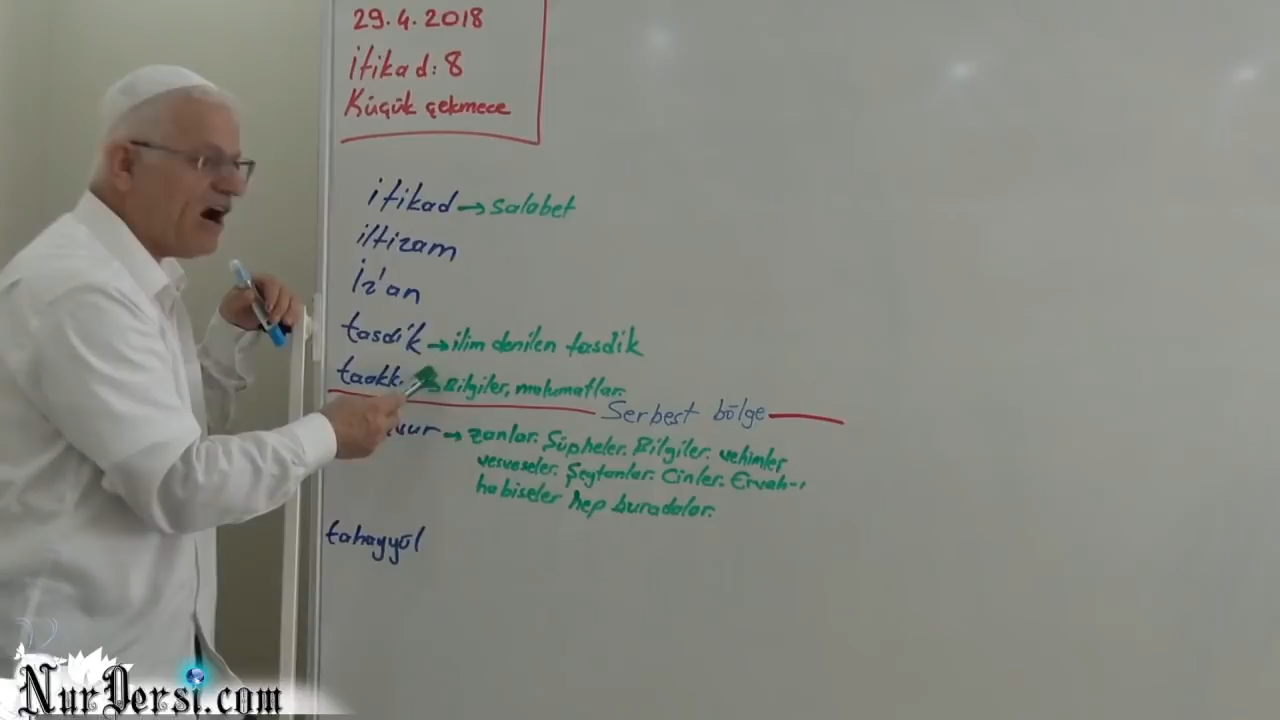 29.4.2018
İtikad: 8
Küçük çekmece
itikad → Salabet
iltizam
İz'an
tasdik → ilim denilen tasdik
taakk. → Bilgiler, malumatlar.
Serbest bölge
→ zanlar. Şüpheler. Bilgiler. vehimler
vesveseler. Şeytanlar. Cinler. Ervah-ı
habiseler hep buradalar.
tahayyül
NurDersi.com